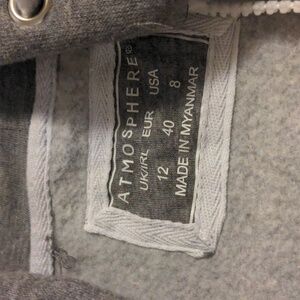 ATMOSPHERE®
UK/IRL EUR USA
12 40 8
MADE IN MYANMAR